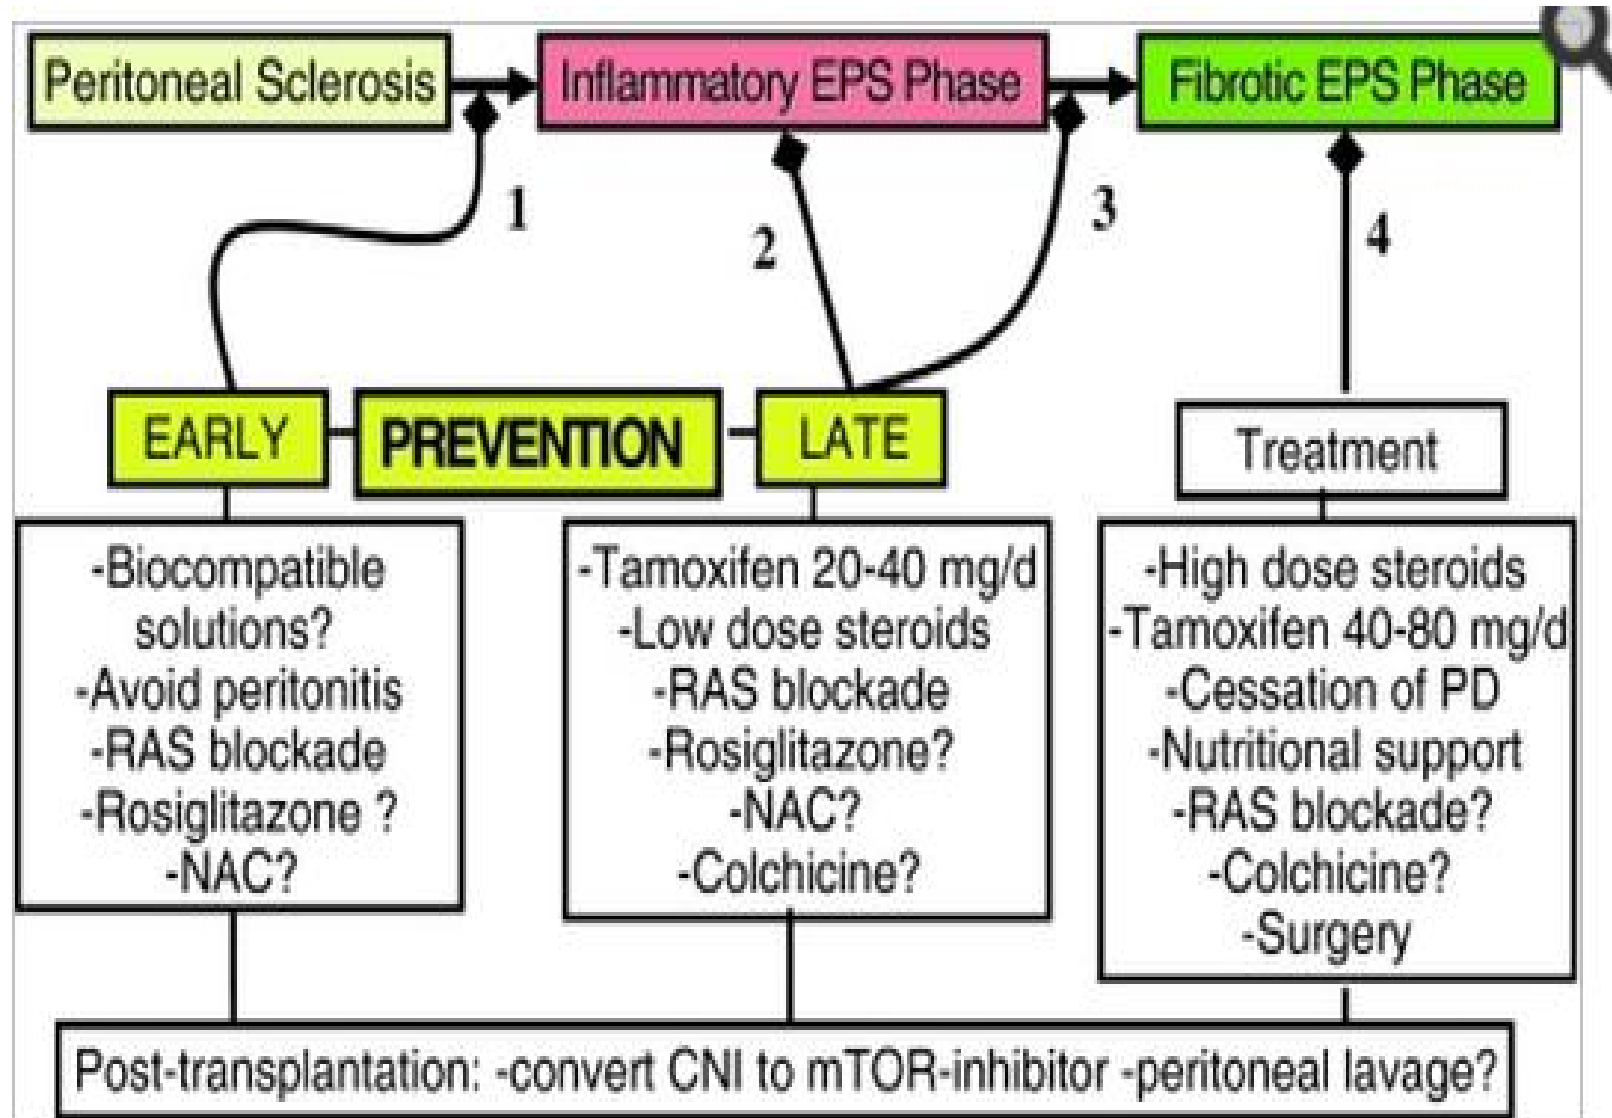 Peritoneal Sclerosis
Inflammatory EPS Phase
Fibrotic EPS Phase
1
2
3
4
EARLY
PREVENTION
LATE
Treatment
-Biocompatible
solutions?
-Avoid peritonitis
-RAS blockade
-Rosiglitazone ?
-NAC?
-Tamoxifen 20-40 mg/d
-Low dose steroids
-RAS blockade
-Rosiglitazone?
-NAC?
-Colchicine?
-High dose steroids
-Tamoxifen 40-80 mg/d
-Cessation of PD
-Nutritional support
-RAS blockade?
-Colchicine?
-Surgery
Post-transplantation: -convert CNI to mTOR-inhibitor -peritoneal lavage?